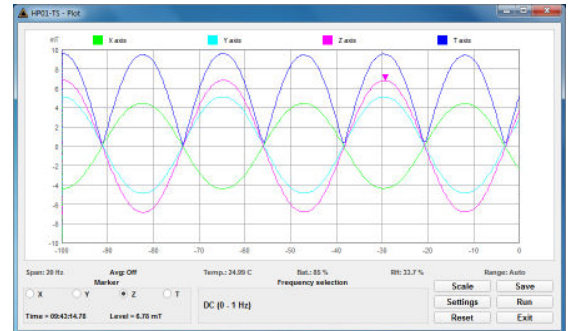 HP01-TS - Plot
mT X axis Y axis Z axis T axis
10
8
6
4
2
0
-2
-4
-6
-8
-10
-100 -90 -80 -70 -60 -50 -40 -30 -20 -10 0
Span: 20 Hz Avg: Off Temp.: 24.99 C Bat.: 85 % RH: 33.7 % Range: Auto
Marker Frequency selection Scale Save
X Y Z T
DC (0 - 1 Hz) Settings Run
Time = 09:43:14.78 Level = 6.78 mT Reset Exit